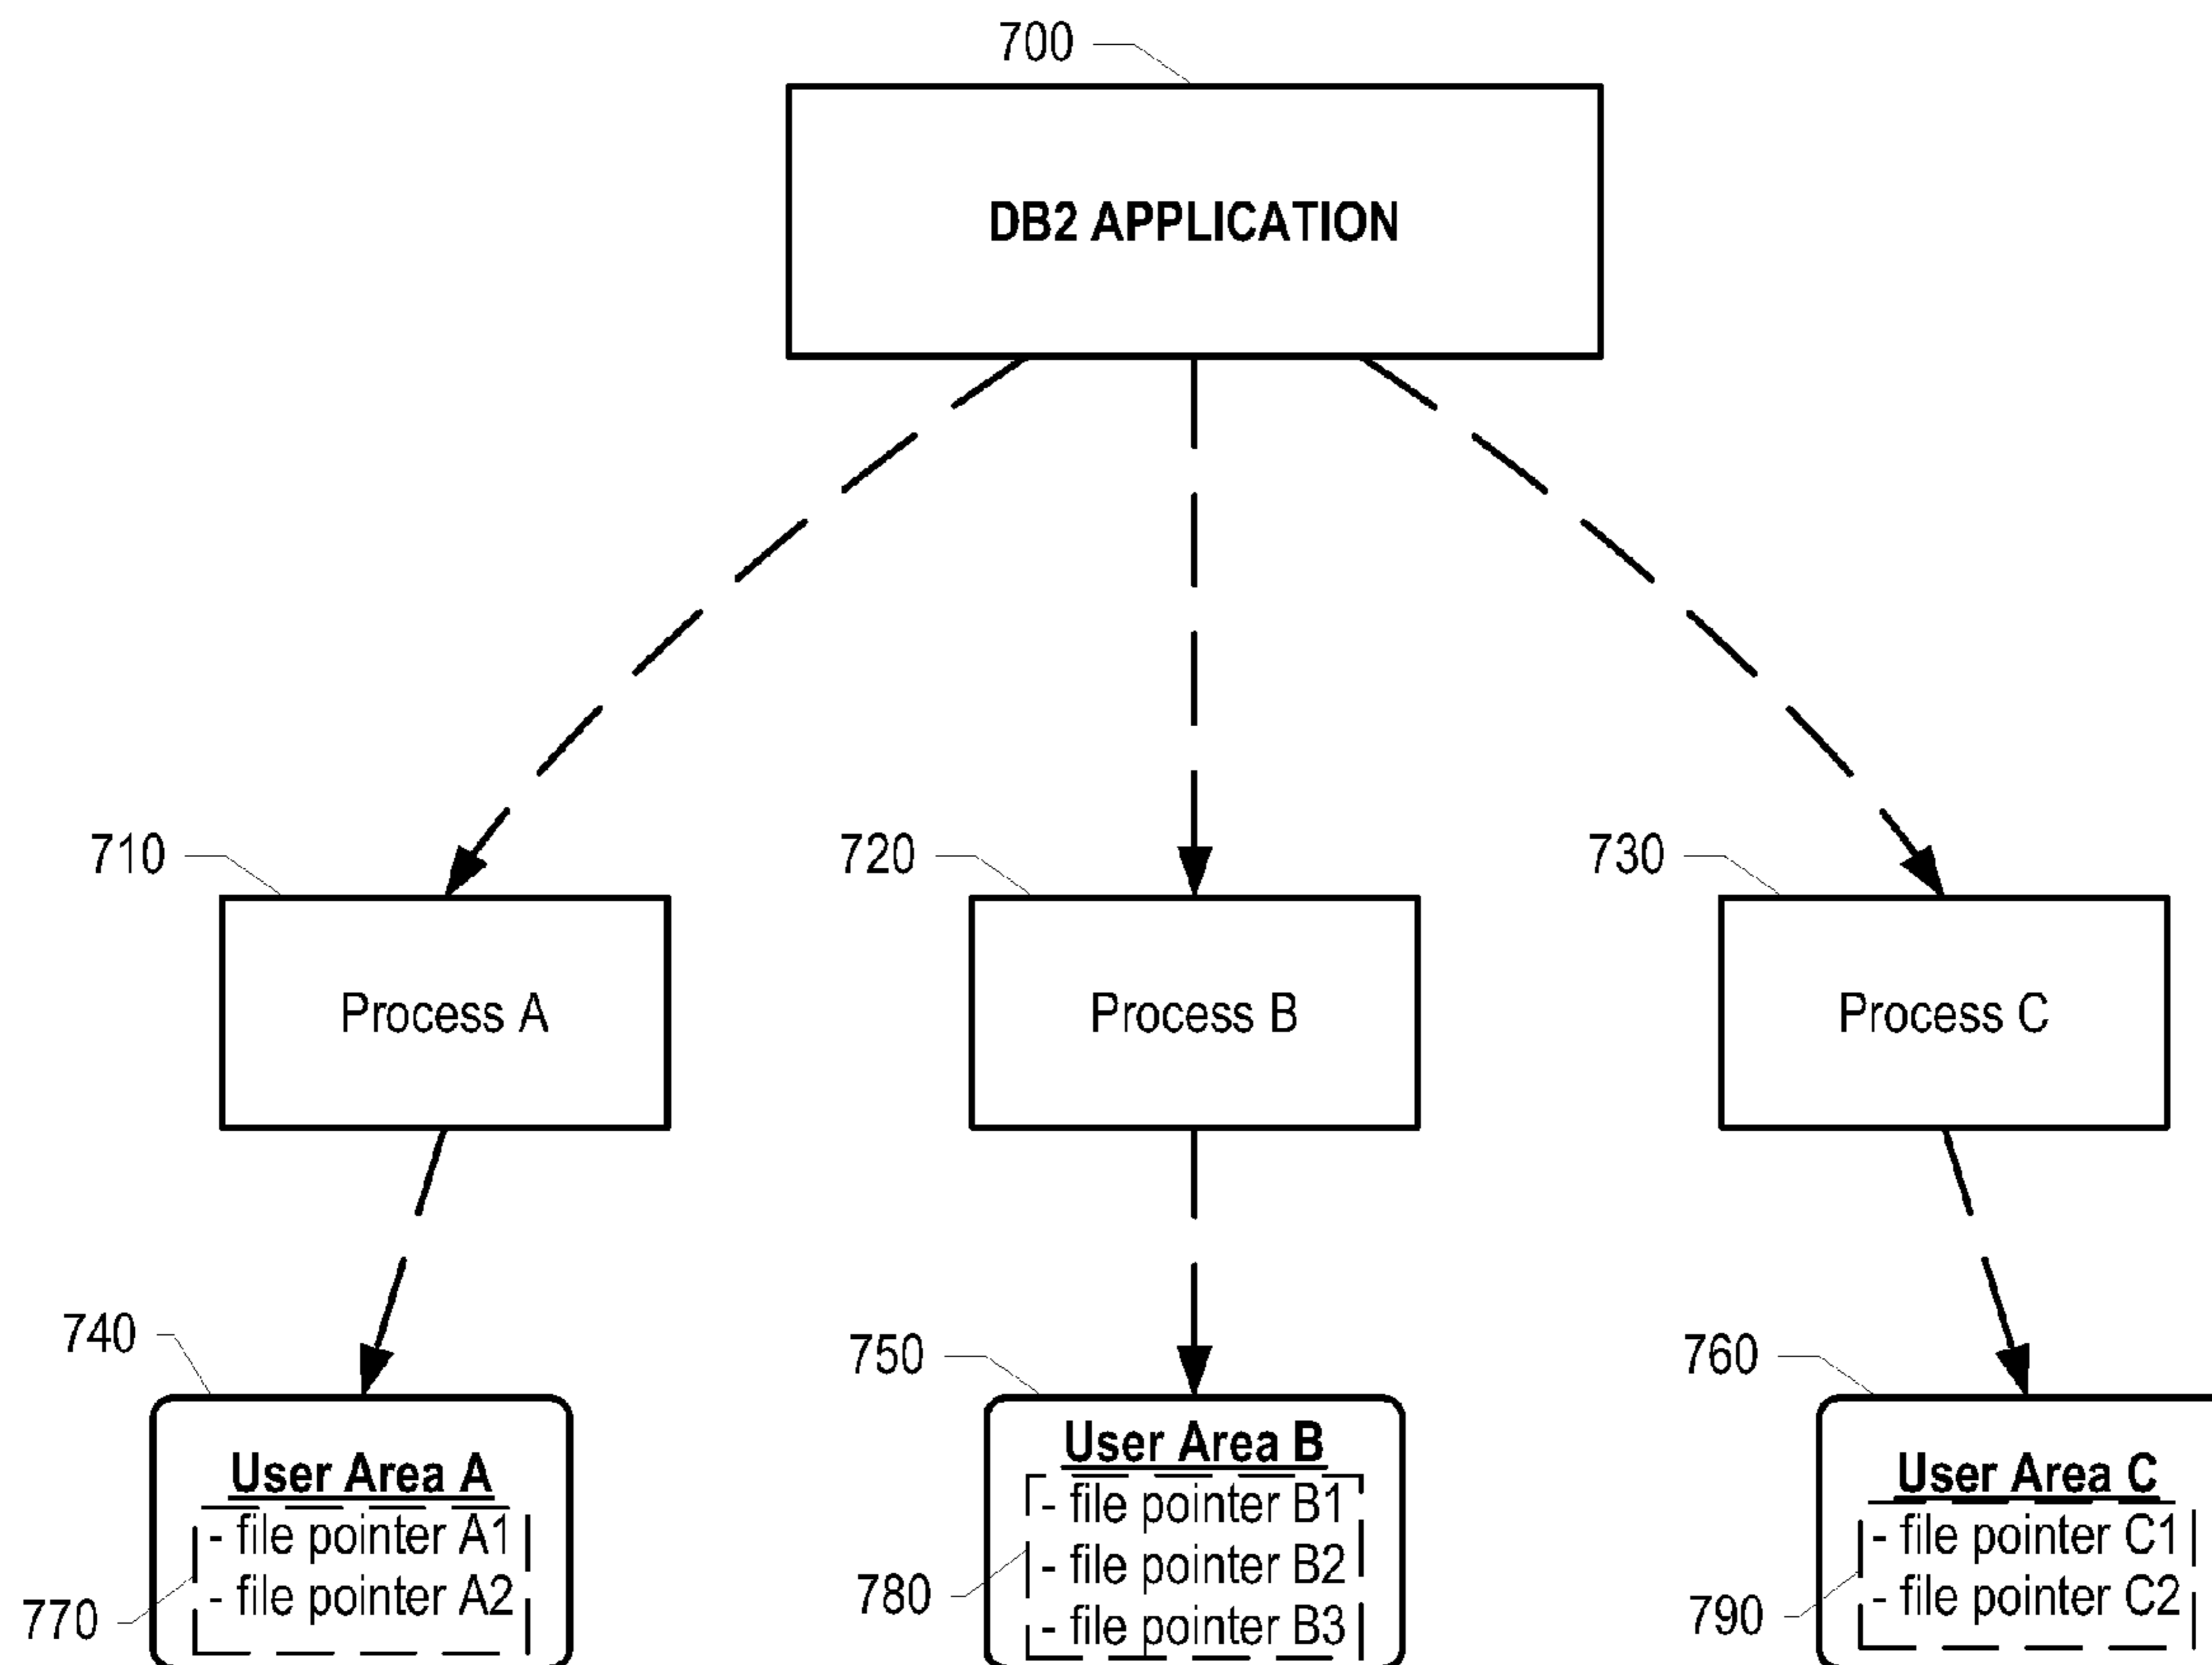 700
DB2 APPLICATION
710
720
730
Process A
Process B
Process C
740
750
760
User Area A
- file pointer A1
- file pointer A2
770
User Area B
- file pointer B1
- file pointer B2
- file pointer B3
780
User Area C
- file pointer C1
- file pointer C2
790